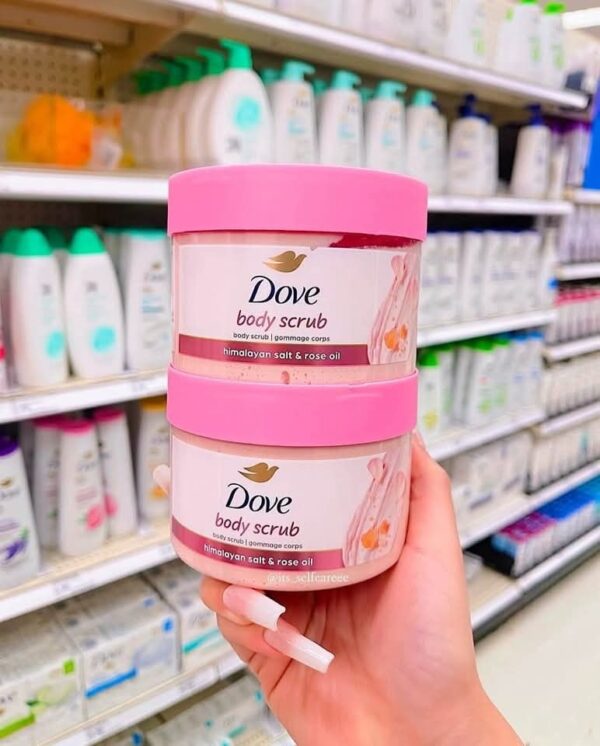 Dove
body scrub
body scrub | gommage corps
himalayan salt & rose oil
Dove
body scrub
body scrub | gommage corps
himalayan salt & rose oil
@its_selfcareee
Dove